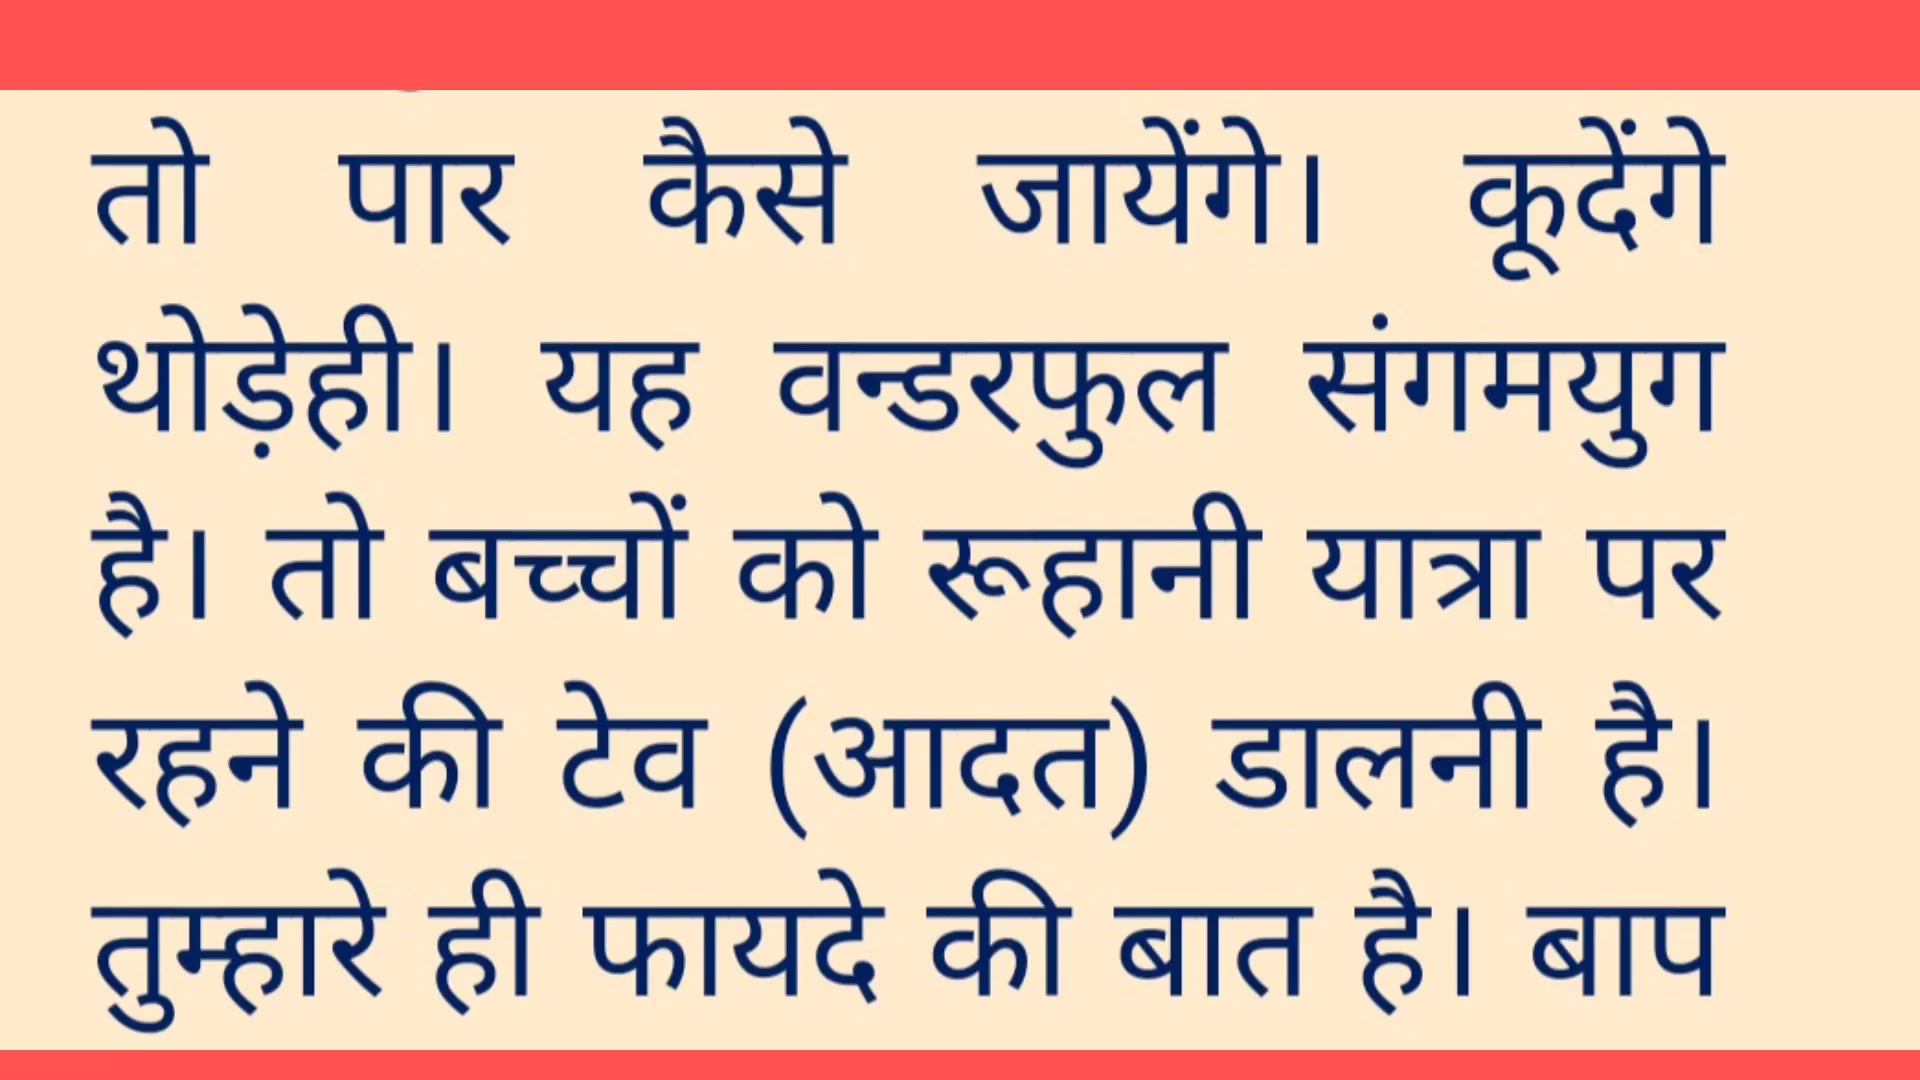 तो पार कैसे जायेंगे। कूदेंगे
थोड़ेही। यह वन्डरफुल संगमयुग
है। तो बच्चों को रूहानी यात्रा पर
रहने की टेव (आदत) डालनी है।
तुम्हारे ही फायदे की बात है। बाप